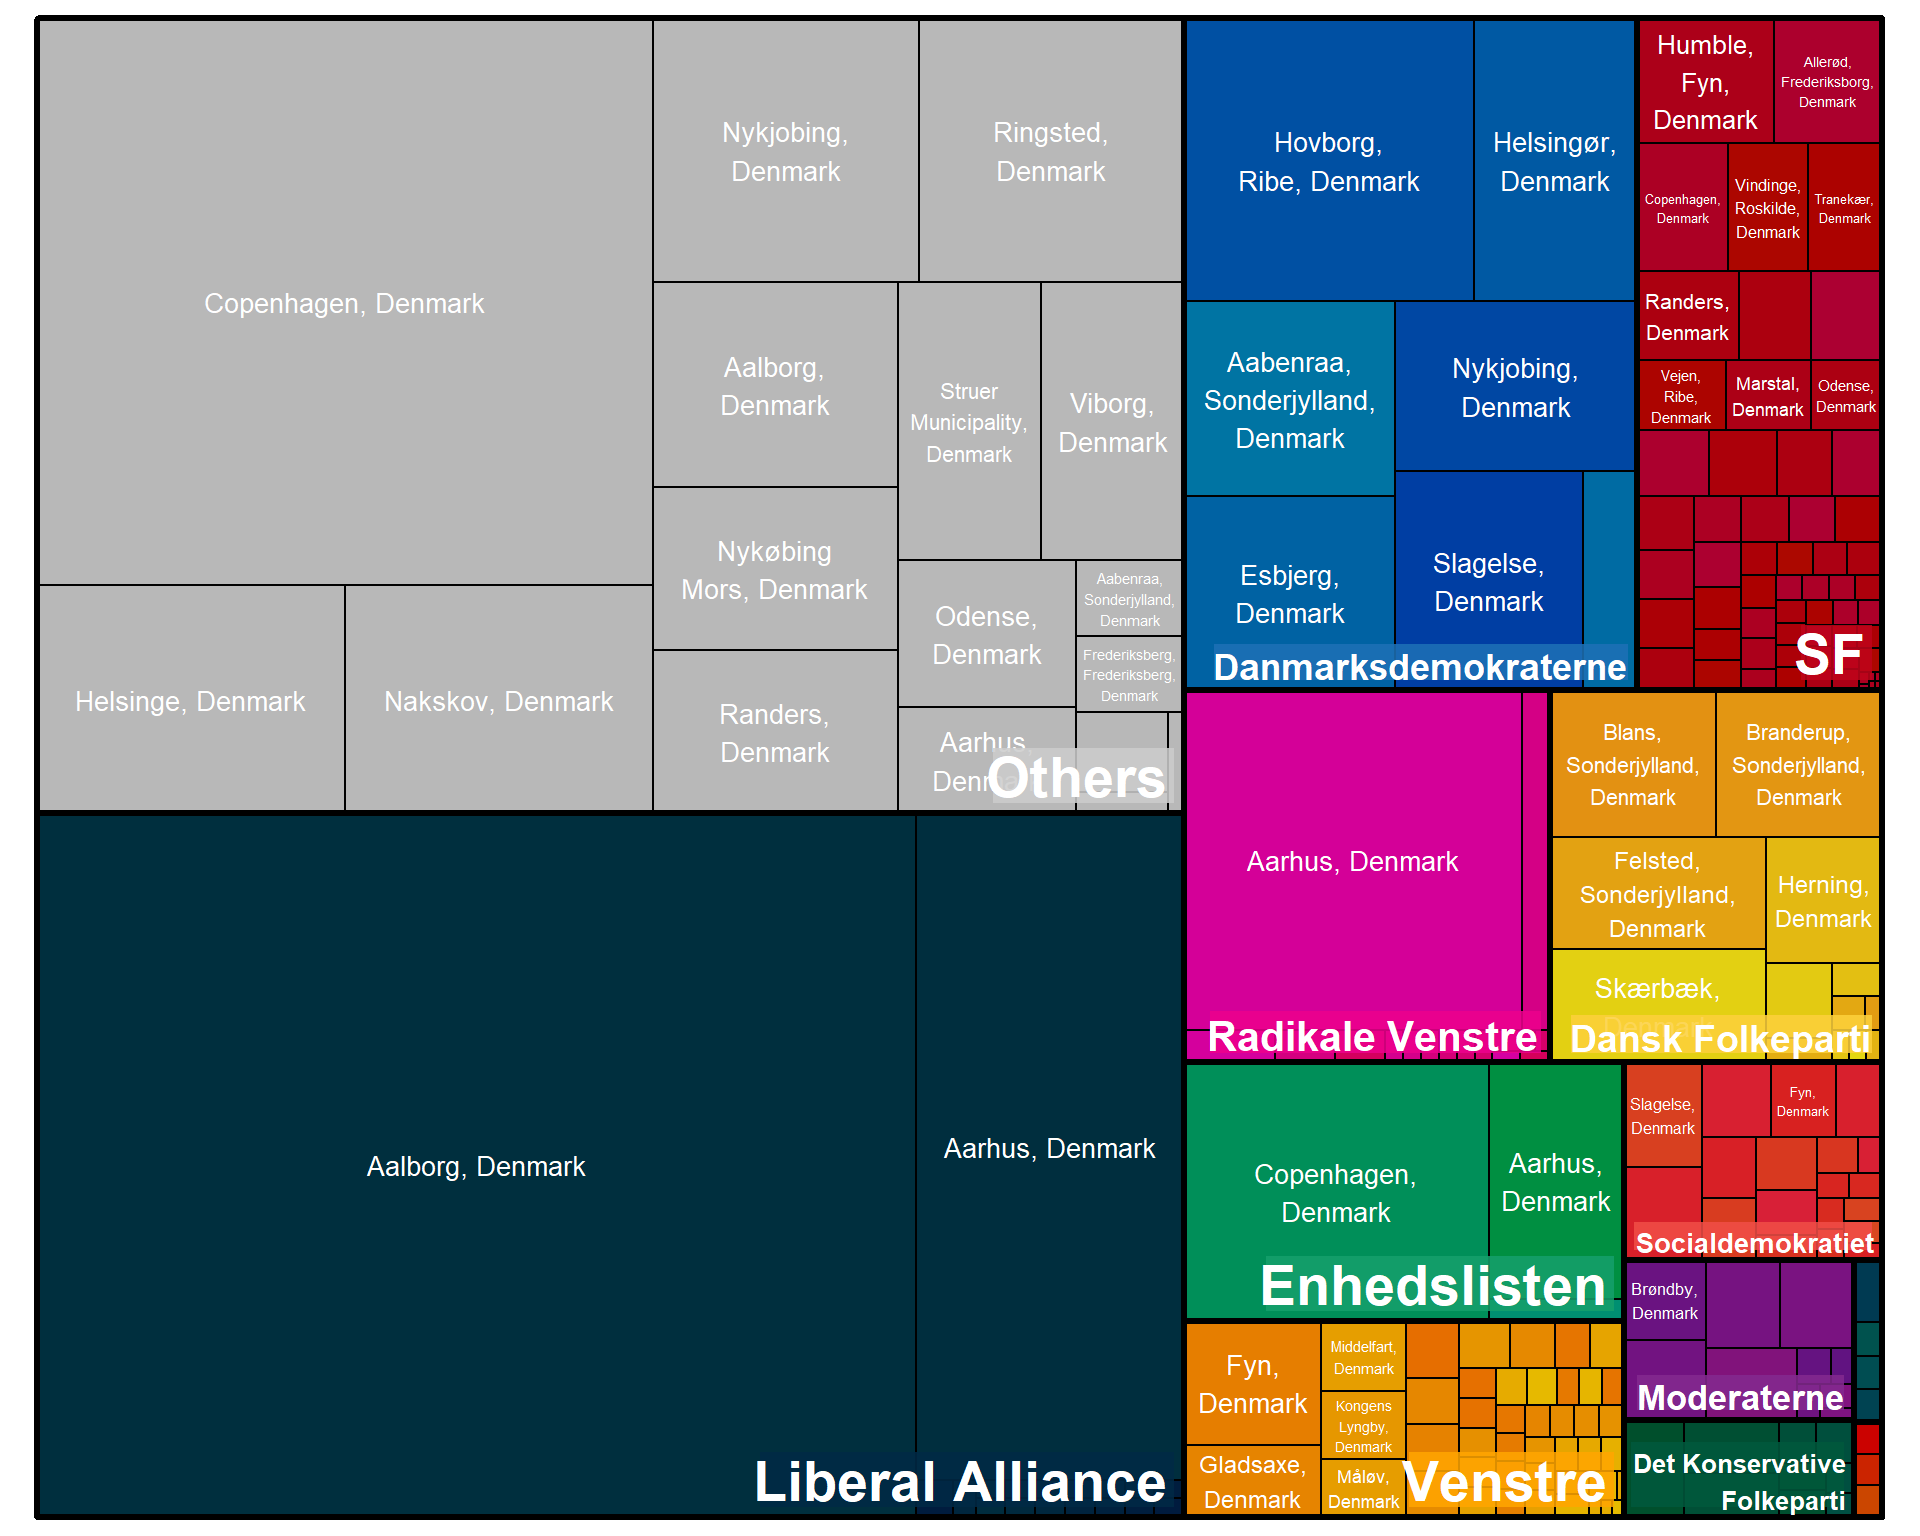 Copenhagen, Denmark
Nykjobing,
Denmark
Ringsted,
Denmark
Aalborg,
Denmark
Struer
Municipality,
Denmark
Viborg,
Denmark
Nykøbing
Mors, Denmark
Odense,
Denmark
Aabenraa,
Sonderjylland,
Denmark
Frederiksberg,
Frederiksberg,
Denmark
Helsinge, Denmark
Nakskov, Denmark
Randers,
Denmark
Aarhus,
Denmark
Others
Aalborg, Denmark
Aarhus, Denmark
Liberal Alliance
Hovborg,
Ribe, Denmark
Helsingør,
Denmark
Aabenraa,
Sonderjylland,
Denmark
Nykjobing,
Denmark
Esbjerg,
Denmark
Slagelse,
Denmark
Danmarksdemokraterne
Humble,
Fyn,
Denmark
Allerød,
Frederiksborg,
Denmark
Copenhagen,
Denmark
Vindinge,
Roskilde,
Denmark
Tranekær,
Denmark
Randers,
Denmark
Vejen,
Ribe,
Denmark
Marstal,
Denmark
Odense,
Denmark
SF
Aarhus, Denmark
Radikale Venstre
Blans,
Sonderjylland,
Denmark
Branderup,
Sonderjylland,
Denmark
Felsted,
Sonderjylland,
Denmark
Herning,
Denmark
Skærbæk,
Denmark
Dansk Folkeparti
Copenhagen,
Denmark
Aarhus,
Denmark
Enhedslisten
Slagelse,
Denmark
Fyn,
Denmark
Socialdemokratiet
Brøndby,
Denmark
Moderaterne
Fyn,
Denmark
Middelfart,
Denmark
Kongens
Lyngby,
Denmark
Gladsaxe,
Denmark
Måløv,
Denmark
Venstre
Det Konservative
Folkeparti